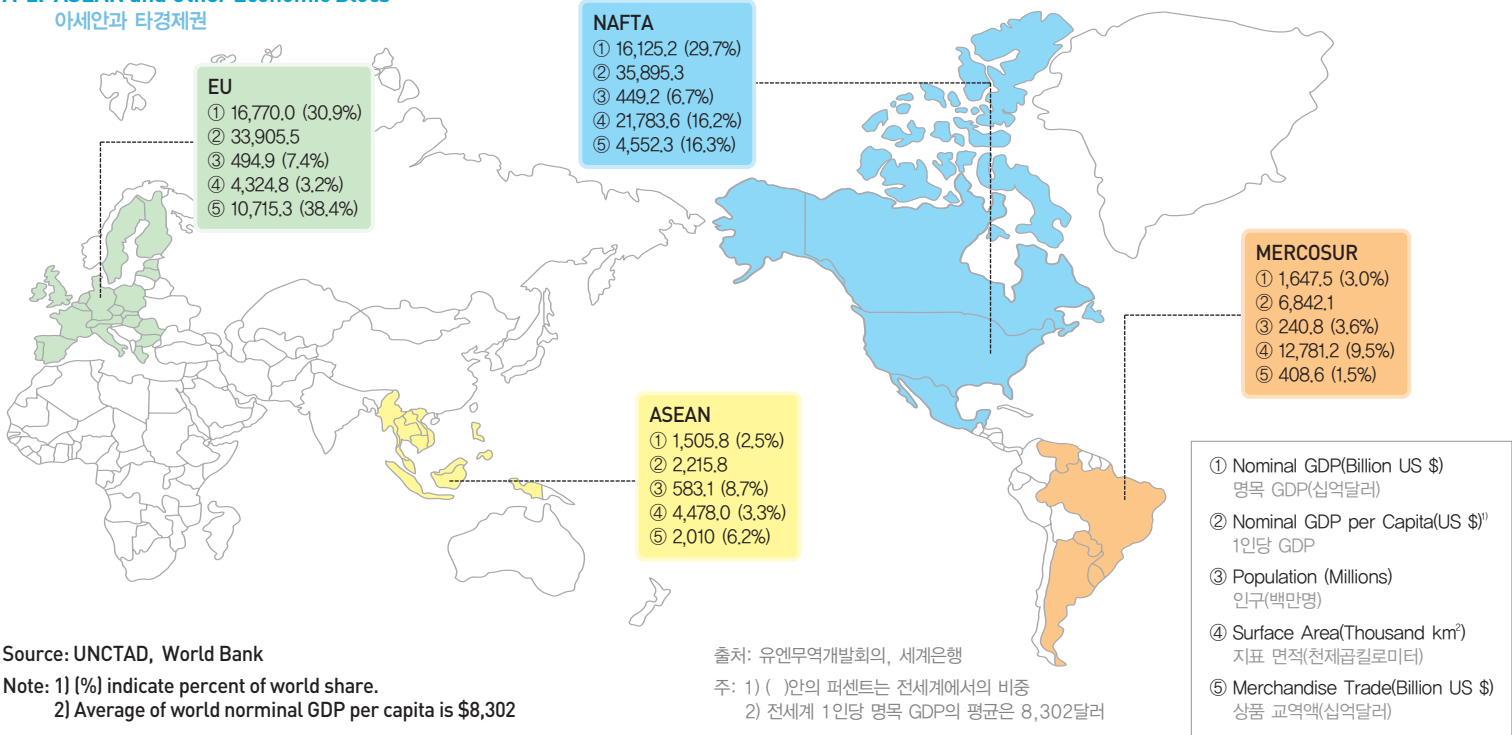 아세안과 타경제권
EU
① 16,770.0 (30.9%)
② 33,905.5
③ 494.9 (7.4%)
④ 4,324.8 (3.2%)
⑤ 10,715.3 (38.4%)
NAFTA
① 16,125.2 (29.7%)
② 35,895.3
③ 449.2 (6.7%)
④ 21,783.6 (16.2%)
⑤ 4,552.3 (16.3%)
MERCOSUR
① 1,647.5 (3.0%)
② 6,842.1
③ 240.8 (3.6%)
④ 12,781.2 (9.5%)
⑤ 408.6 (1.5%)
ASEAN
① 1,505.8 (2.5%)
② 2,215.8
③ 583.1 (8.7%)
④ 4,478.0 (3.3%)
⑤ 2,010 (6.2%)
① Nominal GDP(Billion US $)
명목 GDP(십억달러)
② Nominal GDP per Capita(US $)¹⁾
1인당 GDP
③ Population (Millions)
인구(백만명)
④ Surface Area(Thousand km²)
지표 면적(천제곱킬로미터)
⑤ Merchandise Trade(Billion US $)
상품 교역액(십억달러)
Source: UNCTAD, World Bank
Note: 1) (%) indicate percent of world share.
2) Average of world norminal GDP per capita is $8,302
출처: 유엔무역개발회의, 세계은행
주: 1) ( )안의 퍼센트는 전세계에서의 비중
2) 전세계 1인당 명목 GDP의 평균은 8,302달러